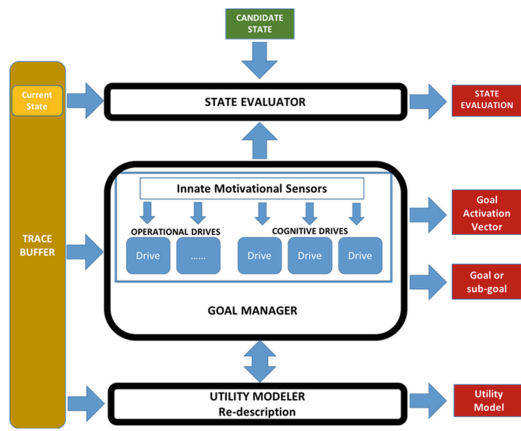 CANDIDATE
STATE
Current
State
STATE EVALUATOR
STATE
EVALUATION
Innate Motivational Sensors
OPERATIONAL DRIVES
COGNITIVE DRIVES
Drive
......
Drive
Drive
Drive
GOAL MANAGER
TRACE
BUFFER
Goal
Activation
Vector
Goal or
sub-goal
UTILITY MODELER
Re-description
Utility
Model